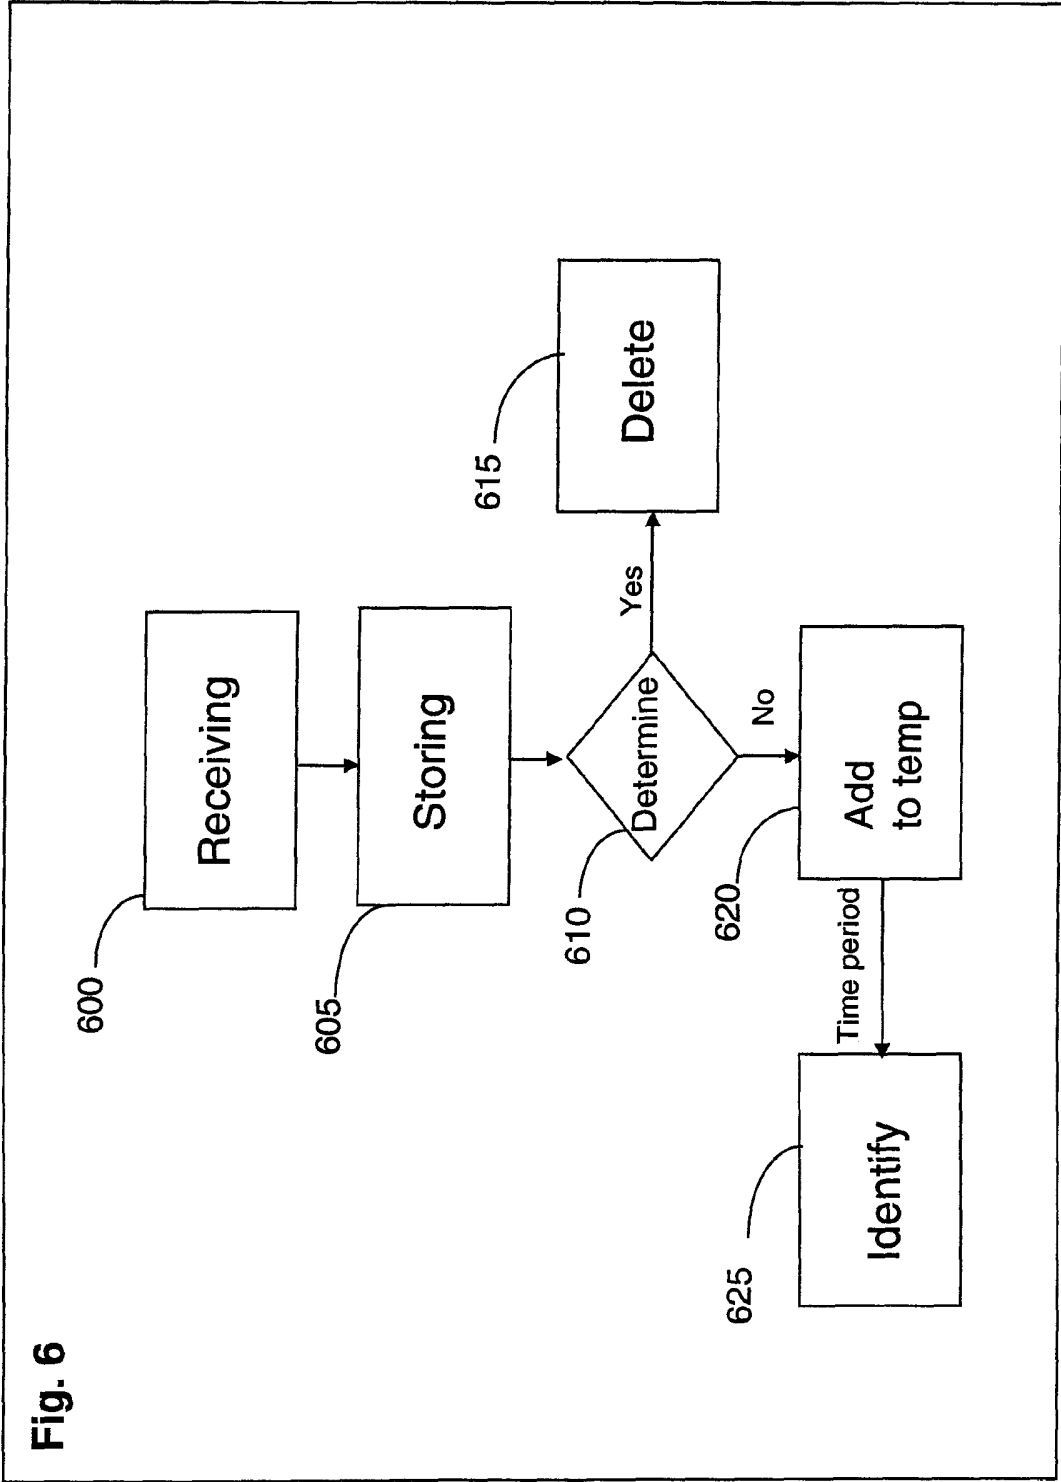 Fig. 6
600
Receiving
605
Storing
610
Determine
Yes
615
Delete
No
620
Add
to temp
Time period
625
Identify